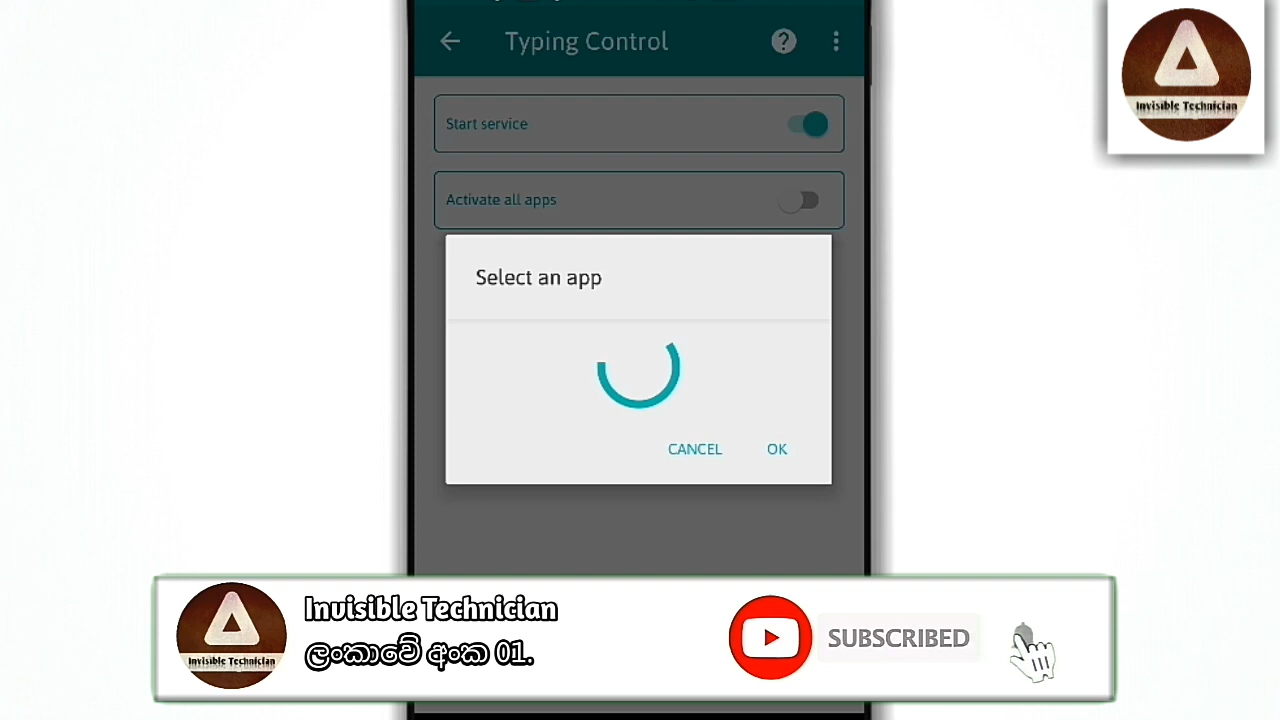 Typing Control
?
Invisible Technician
Start service
Activate all apps
Select an app
CANCEL OK
Invisible Technician
ලංකාවේ අංක 01.
Invisible Technician
SUBSCRIBED